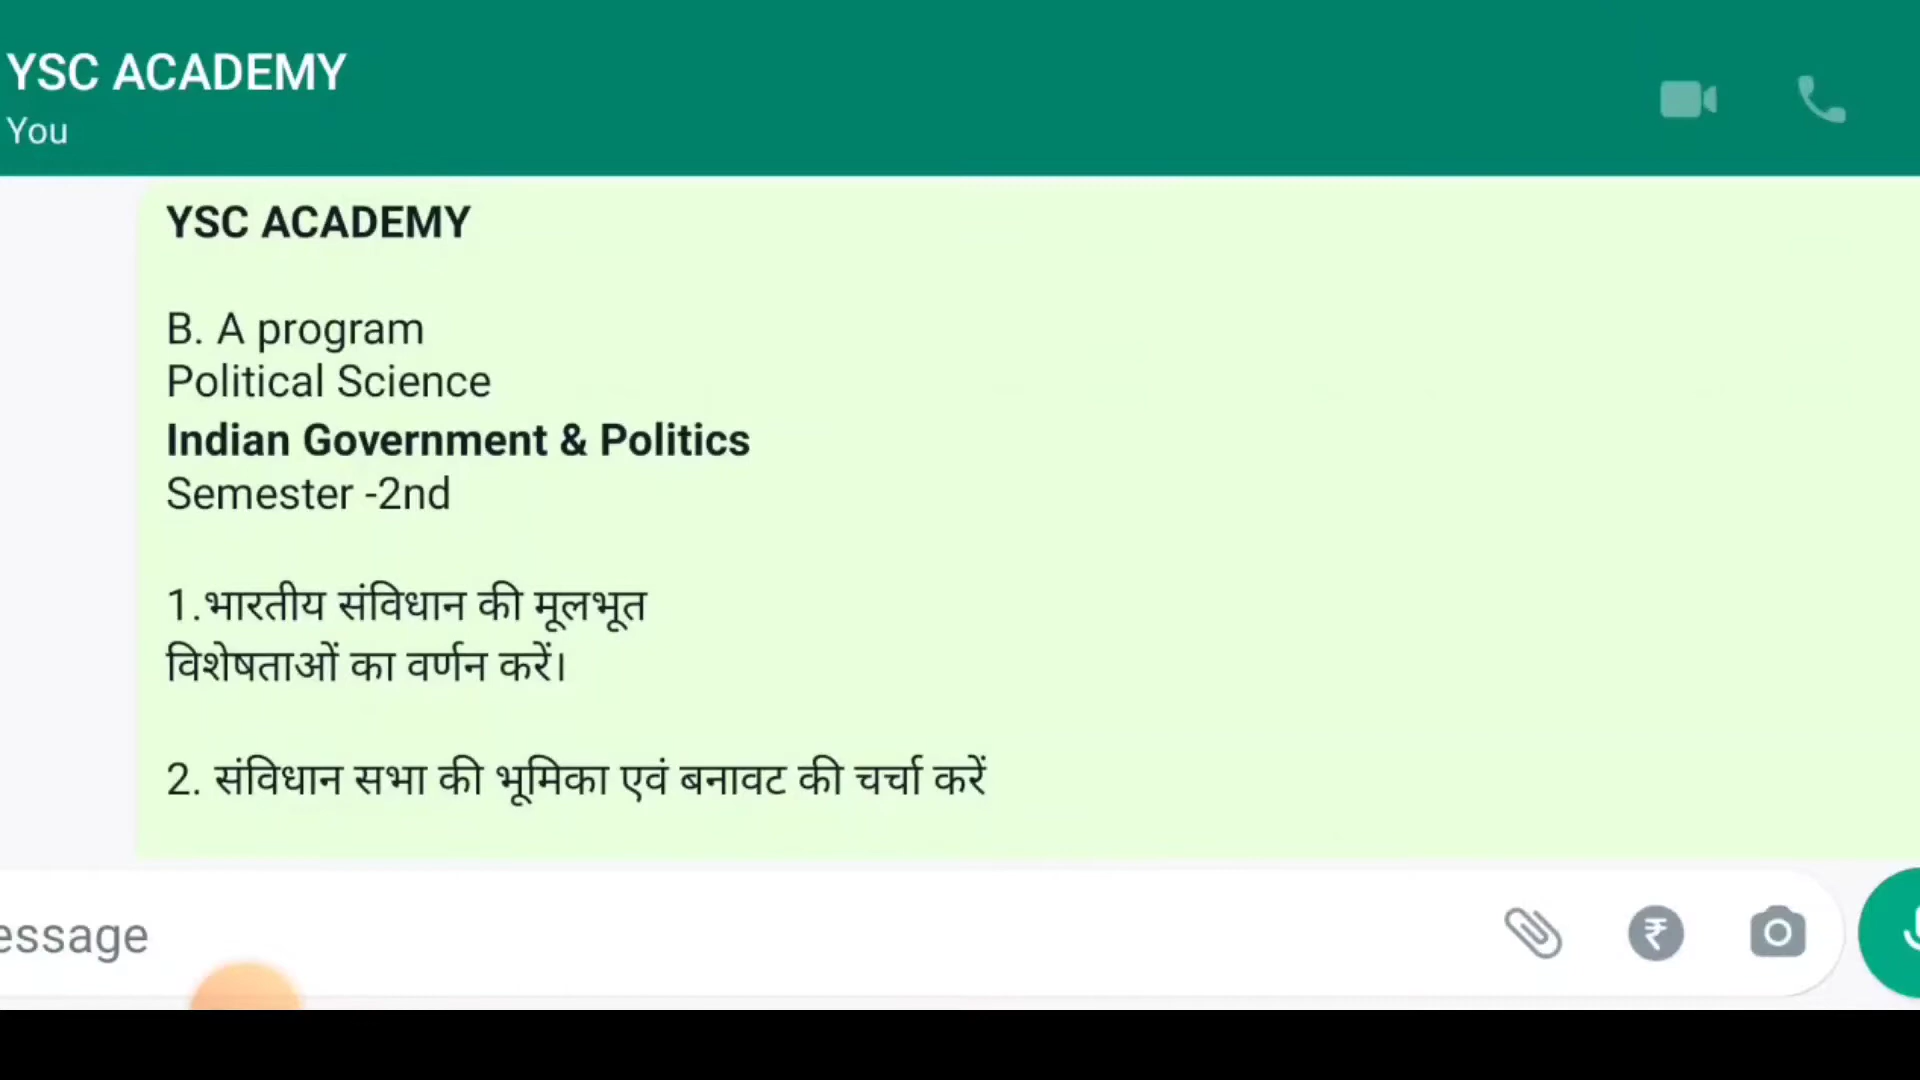 YSC ACADEMY
You
YSC ACADEMY
B. A program
Political Science
Indian Government & Politics
Semester -2nd
1.भारतीय संविधान की मूलभूत
विशेषताओं का वर्णन करें।
2. संविधान सभा की भूमिका एवं बनावट की चर्चा करें
essage